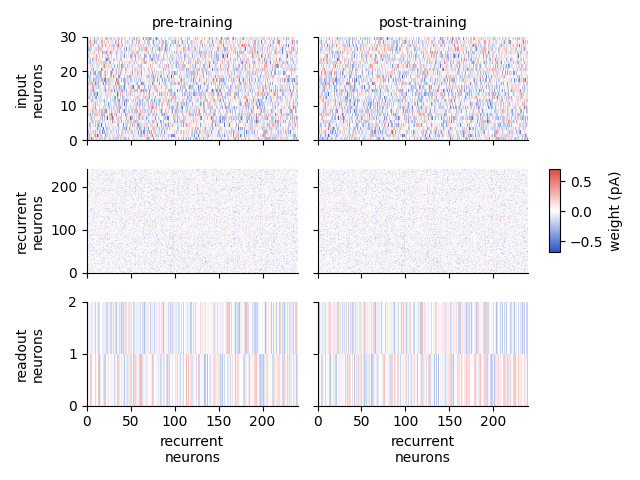 pre-training post-training
30
20
10
0
input
neurons
200
100
0
recurrent
neurons
0.5
0.0
−0.5
weight (pA)
2
1
0
readout
neurons
0 50 100 150 200 0 50 100 150 200
recurrent
neurons
recurrent
neurons